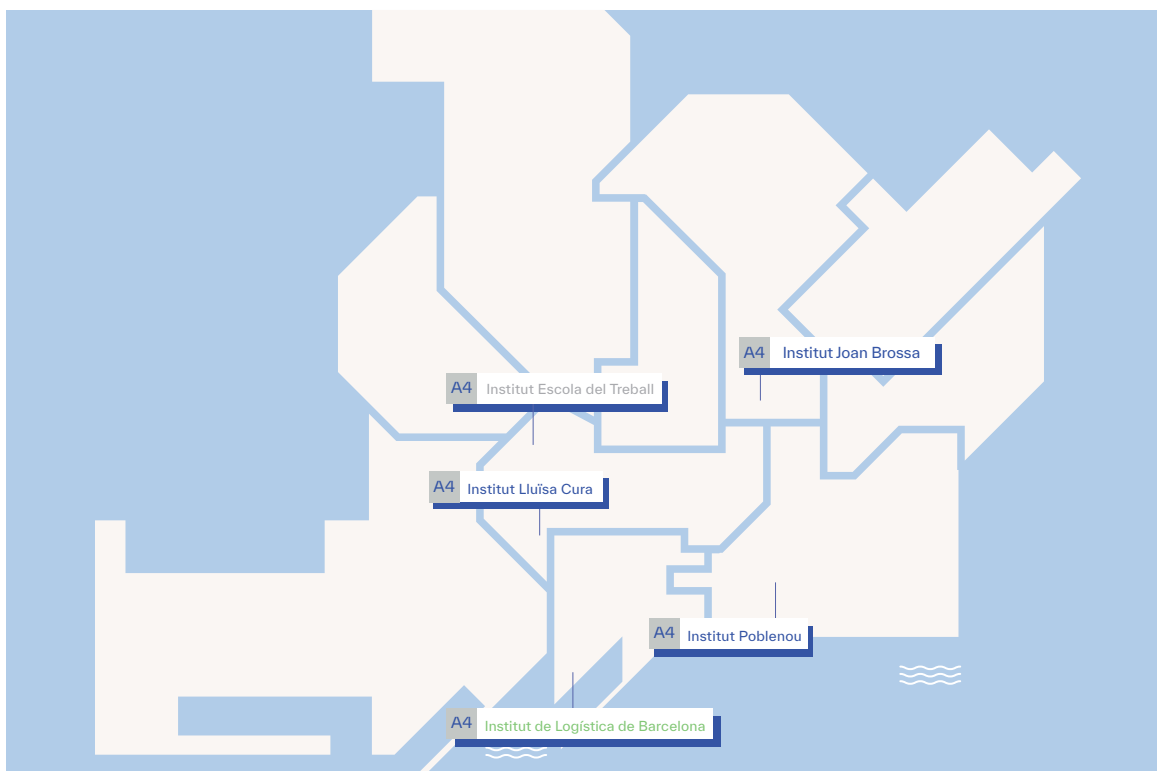 A4 Institut Joan Brossa
A4 Institut Escola del Treball
A4 Institut Lluïsa Cura
A4 Institut Poblenou
A4 Institut de Logística de Barcelona